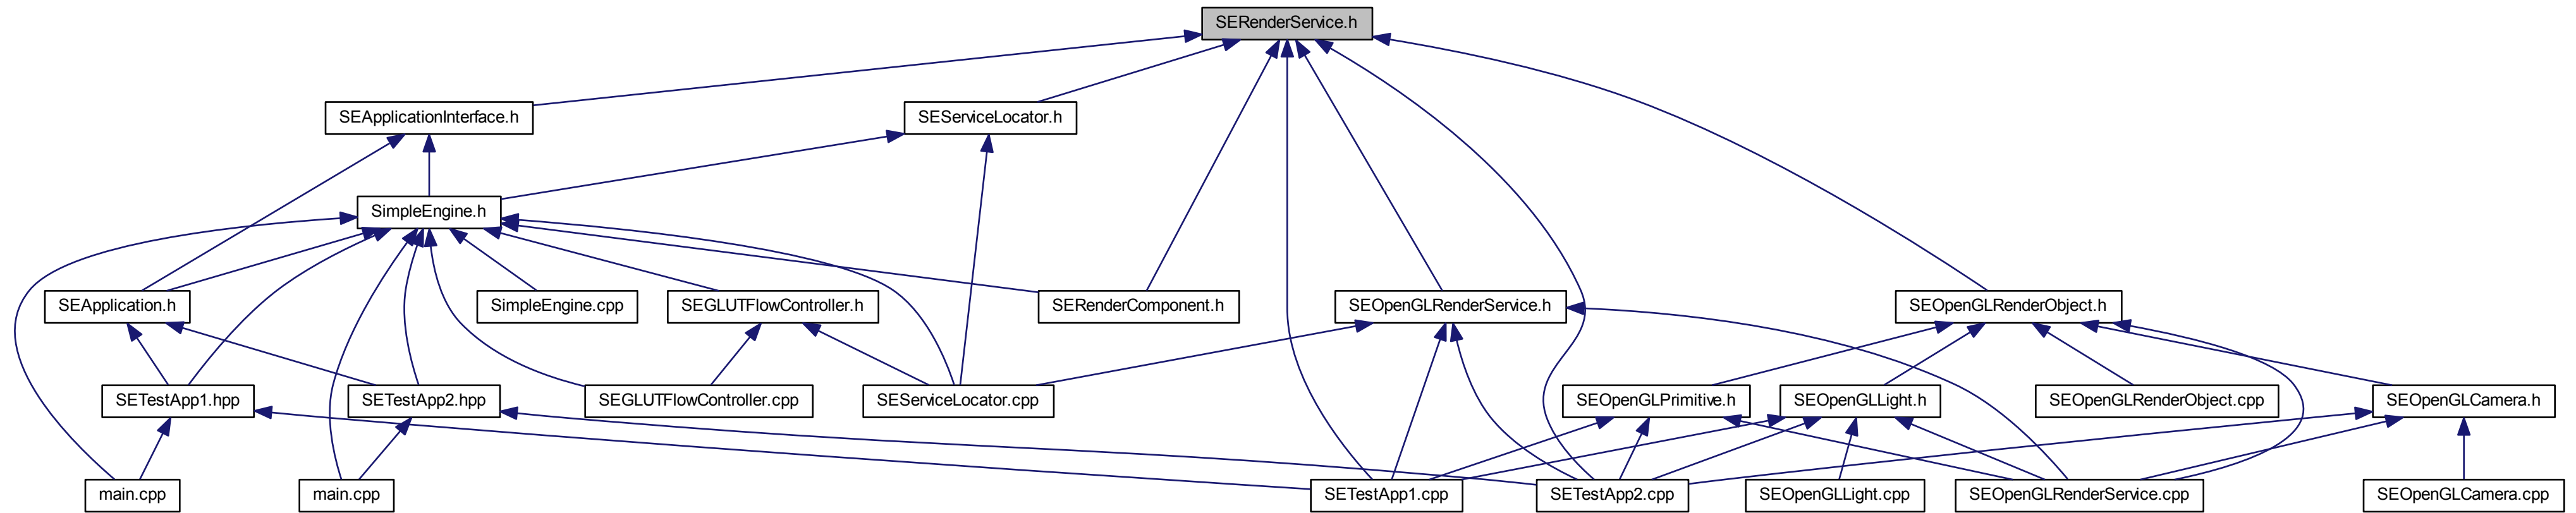 SERenderService.h
SEApplicationInterface.h
SEServiceLocator.h
SimpleEngine.h
SEApplication.h
SimpleEngine.cpp
SEGLUTFlowController.h
SERenderComponent.h
SEOpenGLRenderService.h
SEOpenGLRenderObject.h
SETestApp1.hpp
SETestApp2.hpp
SEGLUTFlowController.cpp
SEServiceLocator.cpp
SEOpenGLPrimitive.h
SEOpenGLLight.h
SEOpenGLRenderObject.cpp
SEOpenGLCamera.h
main.cpp
main.cpp
SETestApp1.cpp
SETestApp2.cpp
SEOpenGLLight.cpp
SEOpenGLRenderService.cpp
SEOpenGLCamera.cpp